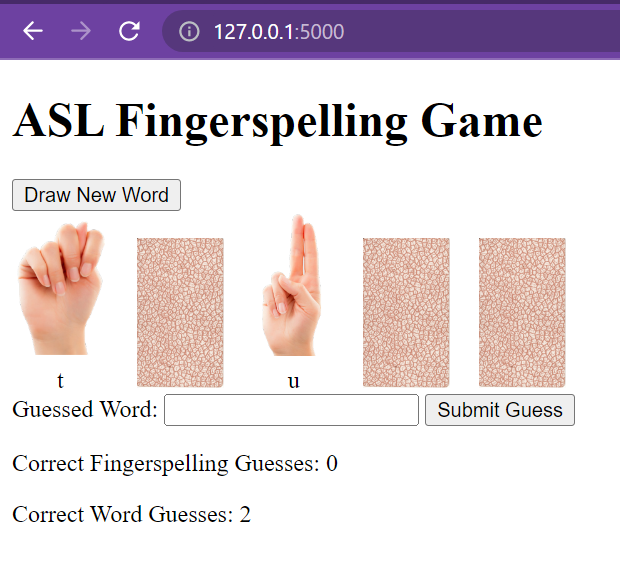 127.0.0.1:5000
ASL Fingerspelling Game
Draw New Word
t u
Guessed Word: Submit Guess
Correct Fingerspelling Guesses: 0
Correct Word Guesses: 2